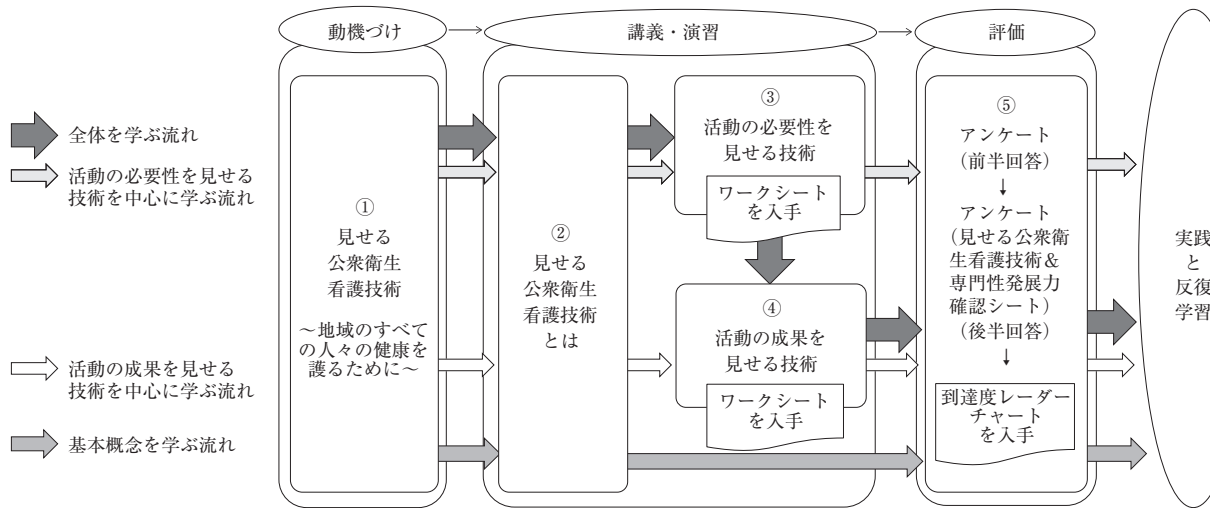 動機づけ
講義・演習
評価
全体を学ぶ流れ
活動の必要性を見せる
技術を中心に学ぶ流れ
活動の成果を見せる
技術を中心に学ぶ流れ
基本概念を学ぶ流れ
①
見せる
公衆衛生
看護技術
～地域のすべて
の人々の健康を
護るために～
②
見せる
公衆衛生
看護技術
とは
③
活動の必要性を
見せる技術
ワークシート
を入手
④
活動の成果を
見せる技術
ワークシート
を入手
⑤
アンケート
（前半回答）
↓
アンケート
（見せる公衆衛
生看護技術＆
専門性発展力
確認シート）
（後半回答）
↓
到達度レーダー
チャート
を入手
実践
と
反復
学習